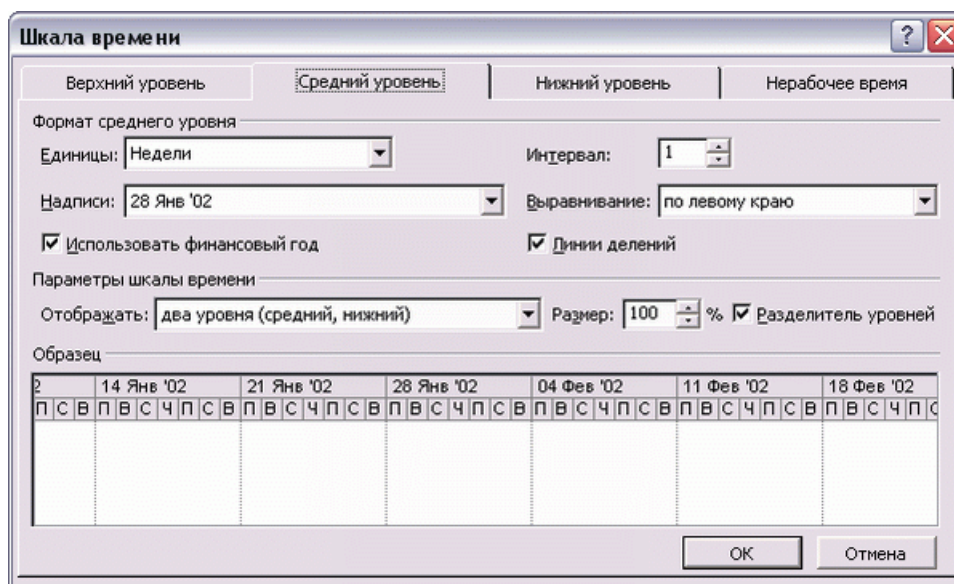 Шкала времени
Верхний уровень Средний уровень Нижний уровень Нерабочее время
Формат среднего уровня
Единицы: Недели Интервал: 1
Надписи: 28 Янв '02 Выравнивание: по левому краю
Использовать финансовый год Линии делений
Параметры шкалы времени
Отображать: два уровня (средний, нижний) Размер: 100 % Разделитель уровней
Образец
2 14 Янв '02 21 Янв '02 28 Янв '02 04 Фев '02 11 Фев '02 18 Фев '02
П С В П В С Ч П С В П В С Ч П С В П В С Ч П С В П В С Ч П С В П В С Ч П С В П В С Ч П С
ОК Отмена